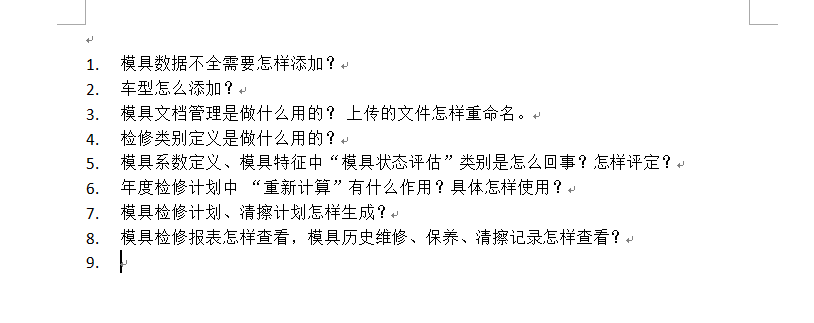 1. 模具数据不全需要怎样添加？
2. 车型怎么添加？
3. 模具文档管理是做什么用的？ 上传的文件怎样重命名。
4. 检修类别定义是做什么用的？
5. 模具系数定义、模具特征中“模具状态评估”类别是怎么回事？怎样评定？
6. 年度检修计划中 “重新计算”有什么作用？具体怎样使用？
7. 模具检修计划、清擦计划怎样生成？
8. 模具检修报表怎样查看，模具历史维修、保养、清擦记录怎样查看？
9.